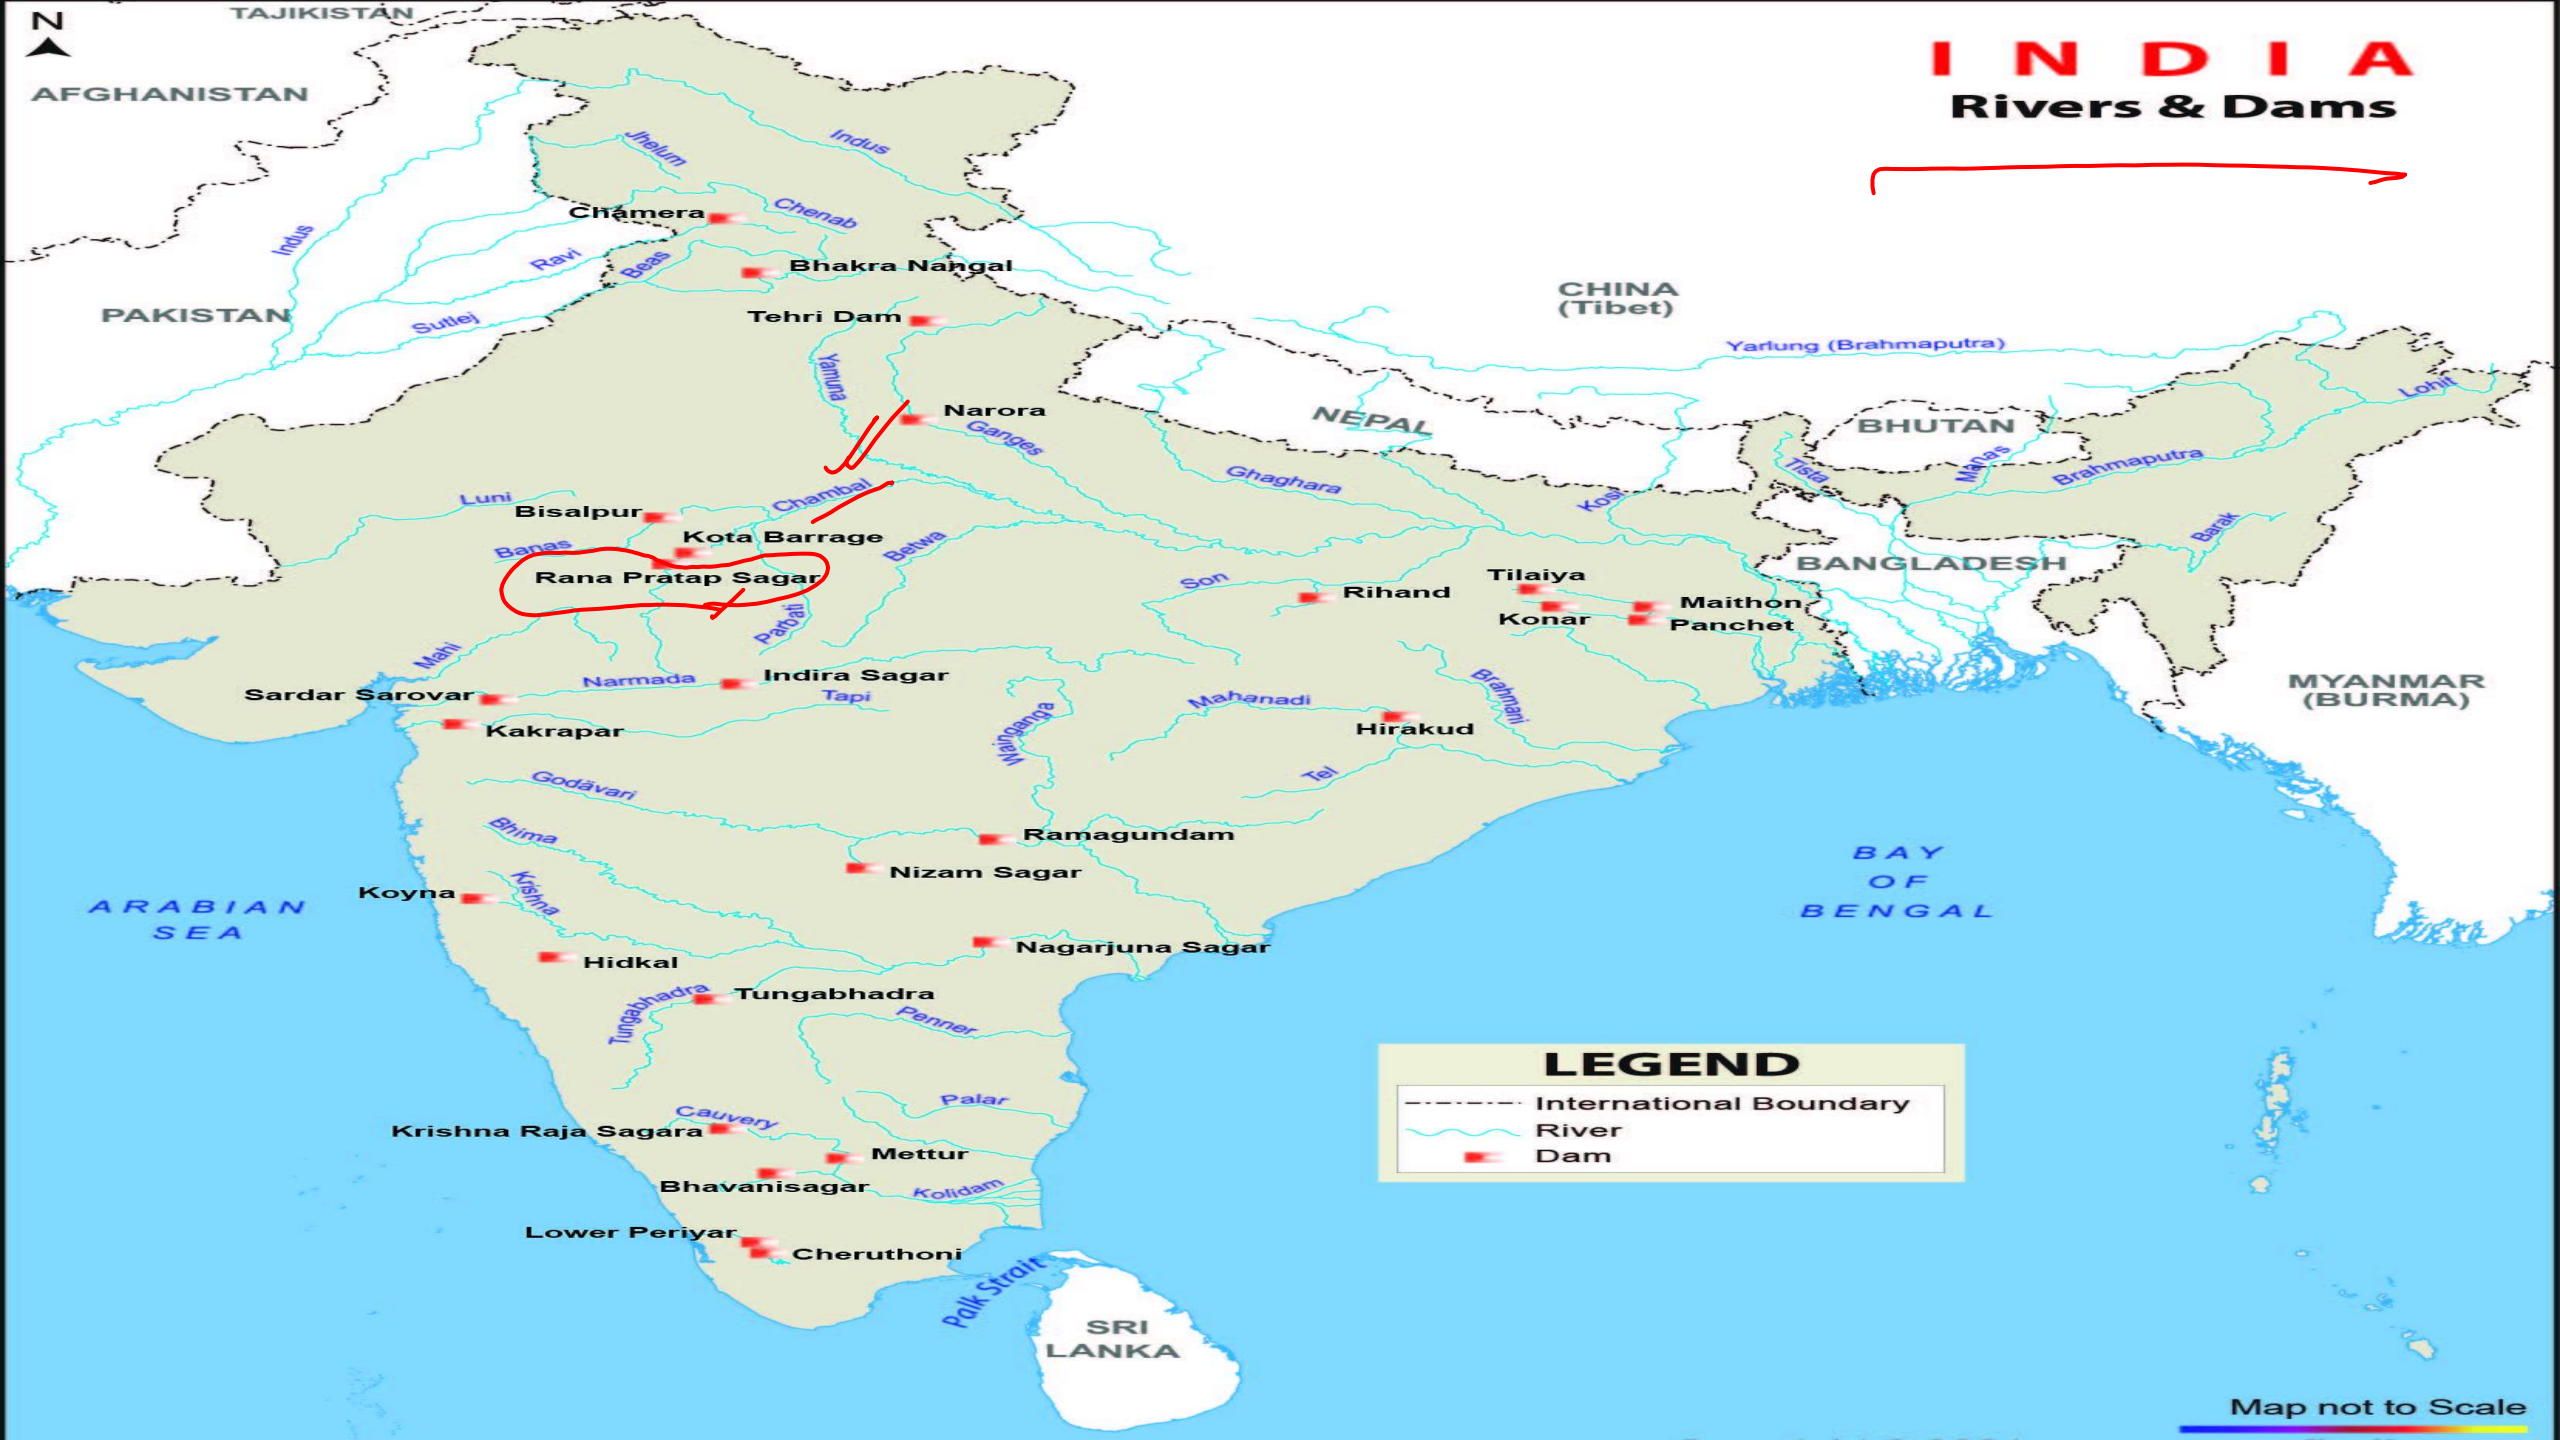 N
TAJIKISTAN
I N D I A
Rivers & Dams
AFGHANISTAN
Jhelum
Indus
Chamera
Chenab
Indus
Ravi
Beas
Bhakra Nangal
CHINA
(Tibet)
PAKISTAN
Sutlej
Tehri Dam
Yarlung (Brahmaputra)
Yamuna
Lohit
Narora
Ganges
NEPAL
BHUTAN
Ghaghara
Tista
Manas
Brahmaputra
Luni
Chambal
Kosi
Bisalpur
Kota Barrage
Banas
Betwa
Barak
BANGLADESH
Rana Pratap Sagar
Son
Rihand
Tilaiya
Maithon
Konar
Panchet
Parbati
Mahi
Narmada
Indira Sagar
Sardar Sarovar
Tapi
Mahanadi
Brahmani
MYANMAR
(BURMA)
Kakrapar
Wainganga
Hirakud
Godāvari
Tel
Bhima
Ramagundam
Nizam Sagar
BAY
OF
BENGAL
Koyna
Krishna
ARABIAN
SEA
Nagarjuna Sagar
Hidkal
Tungabhadra
Tungabhadra
Penner
LEGEND
International Boundary
River
Dam
Palar
Cauvery
Krishna Raja Sagara
Mettur
Bhavanisagar
Kolidam
Lower Periyar
Cheruthoni
Palk Strait
SRI
LANKA
Map not to Scale